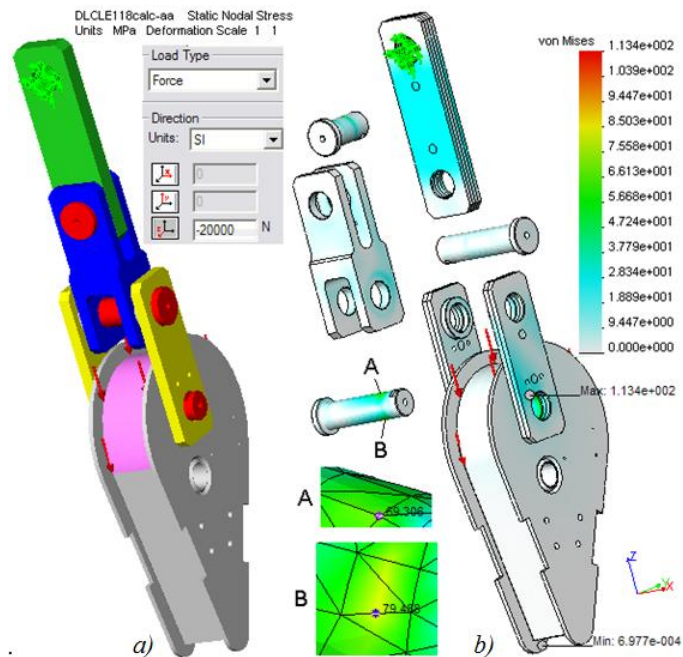 DLCLE118calc-aa Static Nodal Stress
Units MPa Deformation Scale 1 1
Load Type
Force
Direction
Units: SI
0
0
-20000 N
von Mises
1.134e+002
1.039e+002
9.447e+001
8.502e+001
7.558e+001
6.613e+001
5.668e+001
4.724e+001
3.779e+001
2.834e+001
1.889e+001
9.447e+000
0.000e+000
A
B
Max: 1.134e+002
A
69.306
B
Z
Y
X
Min: 6.977e-004
. a) b)